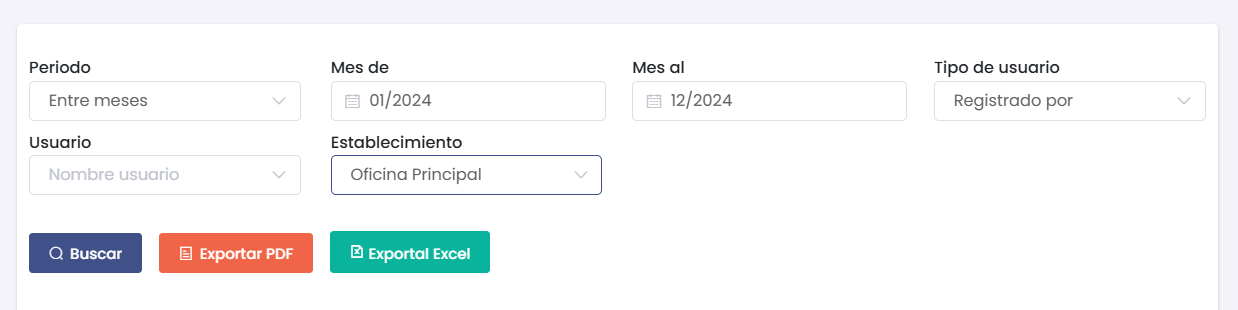 Periodo Mes de Mes al Tipo de usuario
Entre meses 01/2024 12/2024 Registrado por
Usuario Establecimiento
Nombre usuario Oficina Principal
Buscar Exportar PDF Exportal Excel